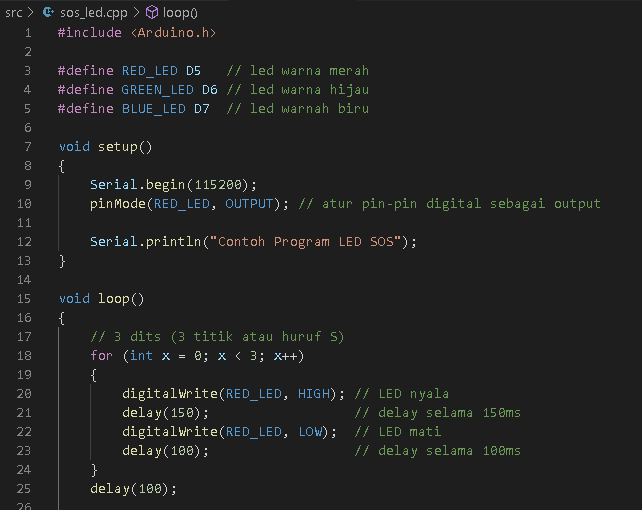 src > sos_led.cpp > loop()
1 #include <Arduino.h>
2
3 #define RED_LED D5   // led warna merah
4 #define GREEN_LED D6 // led warna hijau
5 #define BLUE_LED D7  // led warnah biru
6
7 void setup()
8 {
9     Serial.begin(115200);
10     pinMode(RED_LED, OUTPUT); // atur pin-pin digital sebagai output
11
12     Serial.println("Contoh Program LED SOS");
13 }
14
15 void loop()
16 {
17     // 3 dits (3 titik atau huruf S)
18     for (int x = 0; x < 3; x++)
19     {
20         digitalWrite(RED_LED, HIGH); // LED nyala
21         delay(150);                  // delay selama 150ms
22         digitalWrite(RED_LED, LOW);  // LED mati
23         delay(100);                  // delay selama 100ms
24     }
25     delay(100);
26